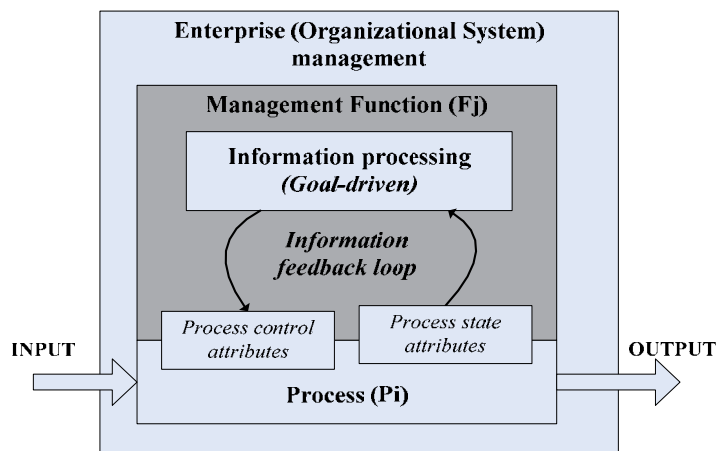 Enterprise (Organizational System)
management
Management Function (Fj)
Information processing
(Goal-driven)
Information
feedback loop
Process control
attributes
Process state
attributes
INPUT
OUTPUT
Process (Pi)